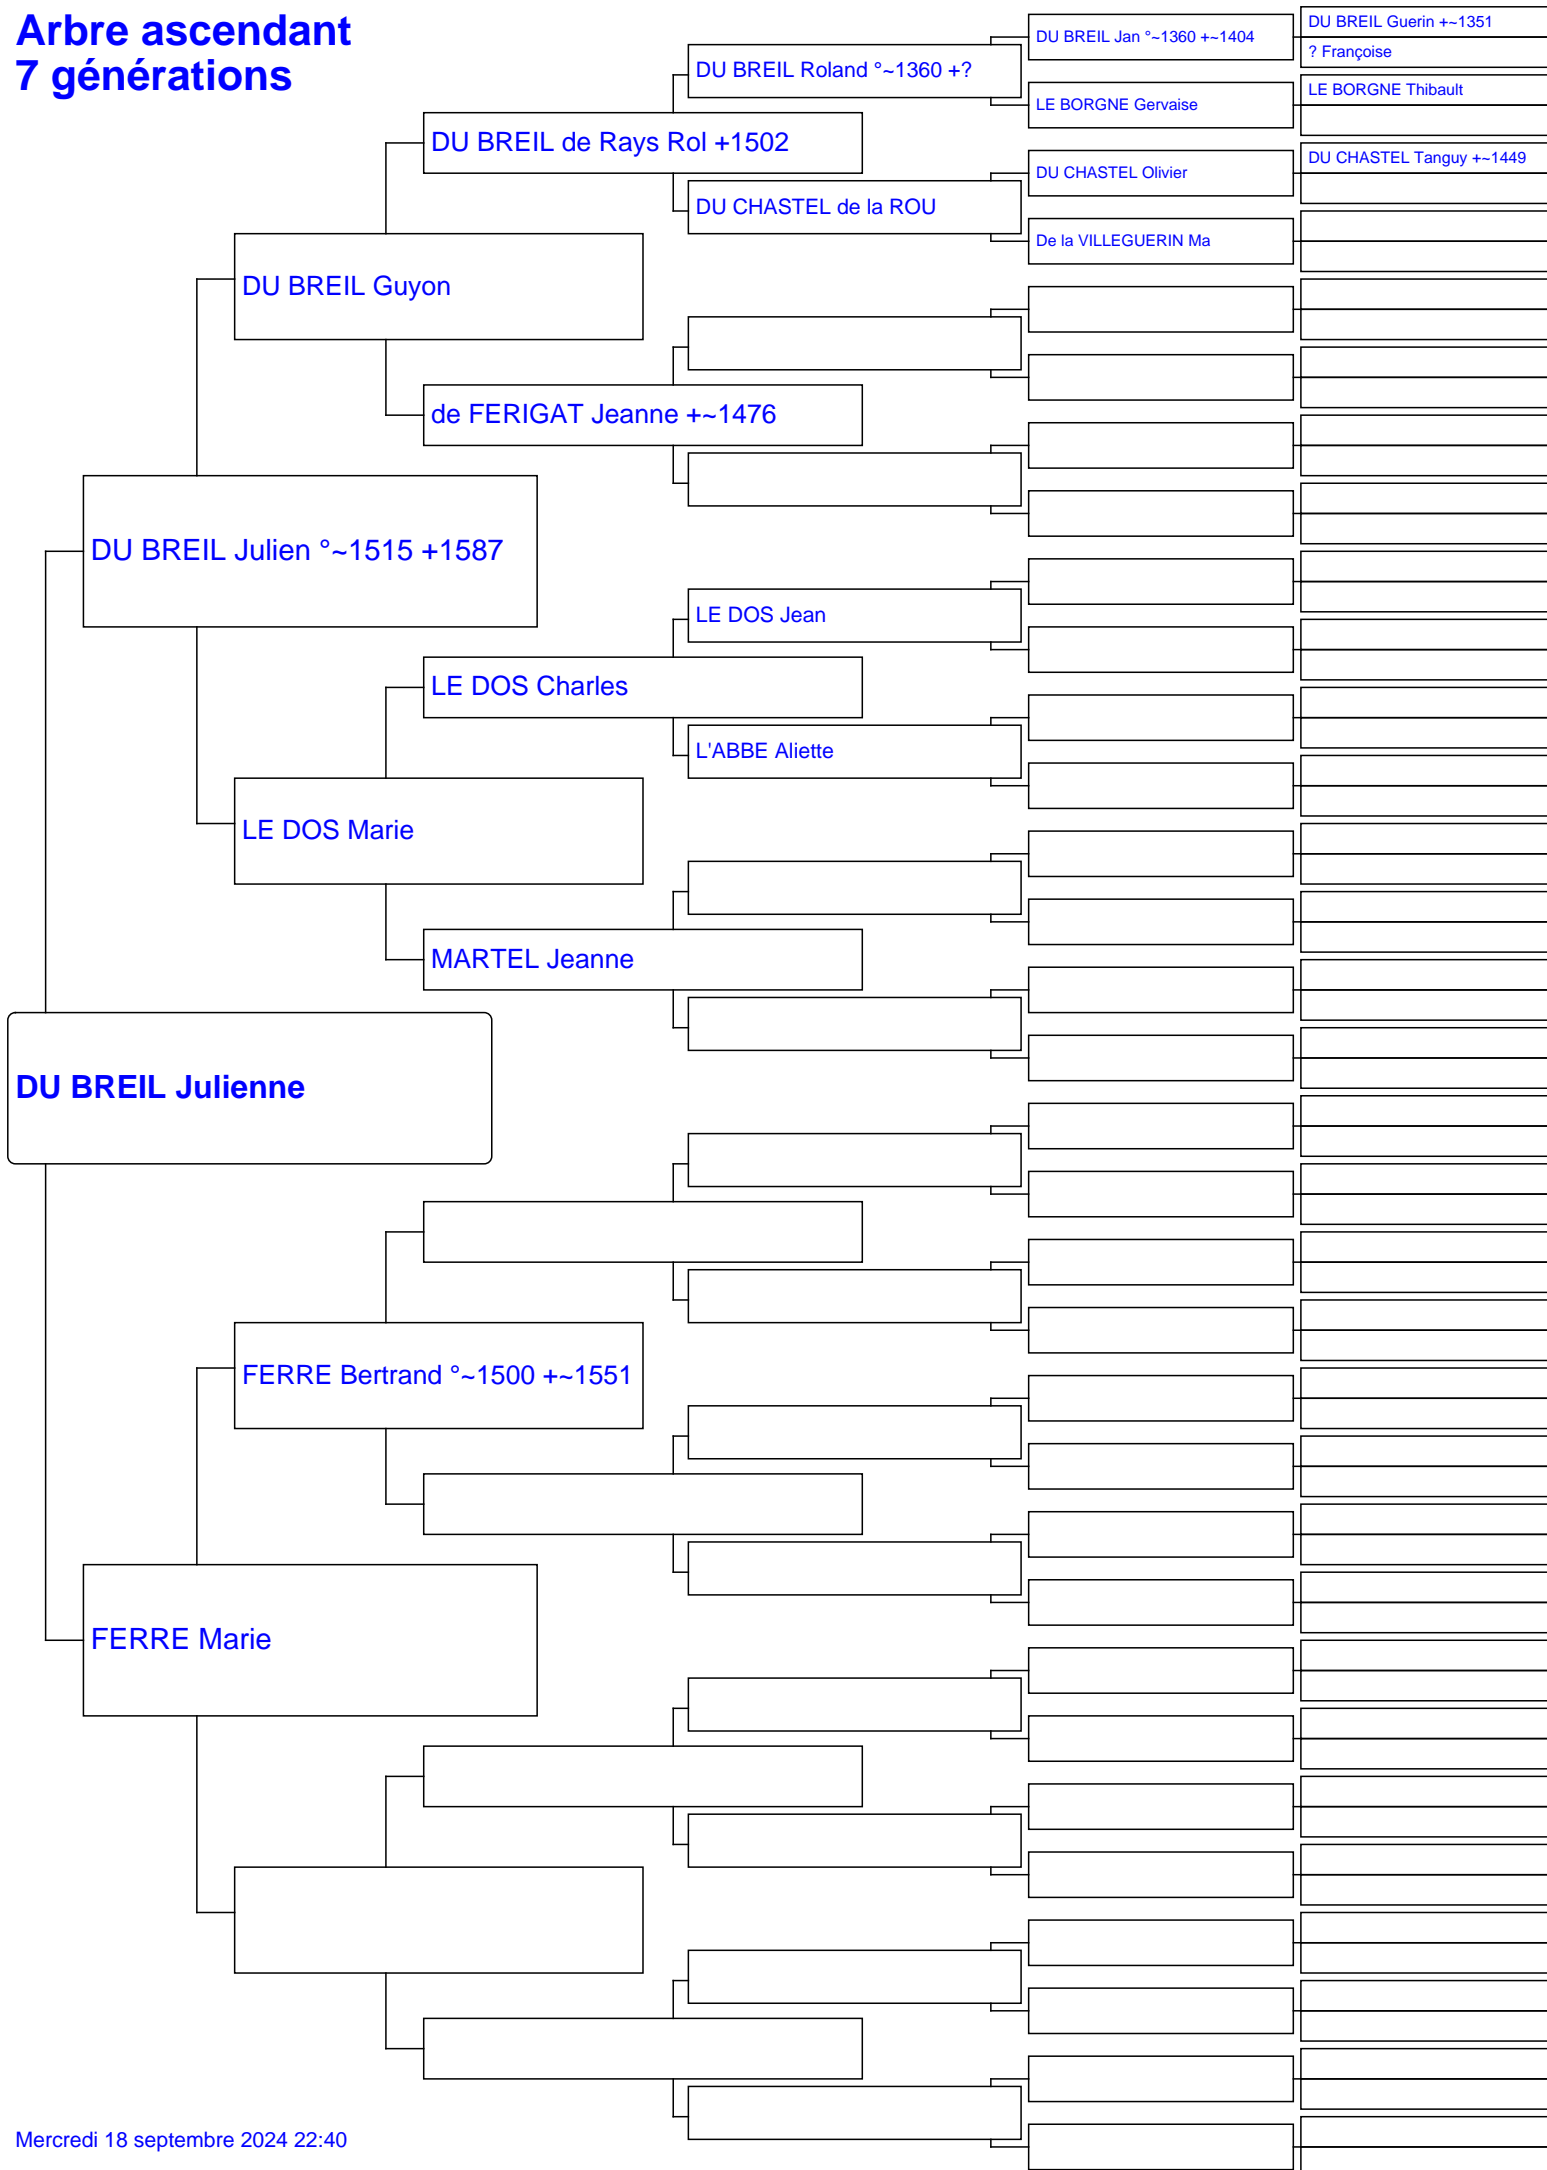 Arbre ascendant
7 générations
DU BREIL Guerin +~1351
DU BREIL Jan °~1360 +~1404
? Françoise
DU BREIL Roland °~1360 +?
LE BORGNE Thibault
LE BORGNE Gervaise
DU BREIL de Rays Rol +1502
DU CHASTEL Tanguy +~1449
DU CHASTEL Olivier
DU CHASTEL de la ROU
De la VILLEGUERIN Ma
DU BREIL Guyon
de FERIGAT Jeanne +~1476
DU BREIL Julien °~1515 +1587
LE DOS Jean
LE DOS Charles
L'ABBE Aliette
LE DOS Marie
MARTEL Jeanne
DU BREIL Julienne
FERRE Bertrand °~1500 +~1551
FERRE Marie
Mercredi 18 septembre 2024 22:40